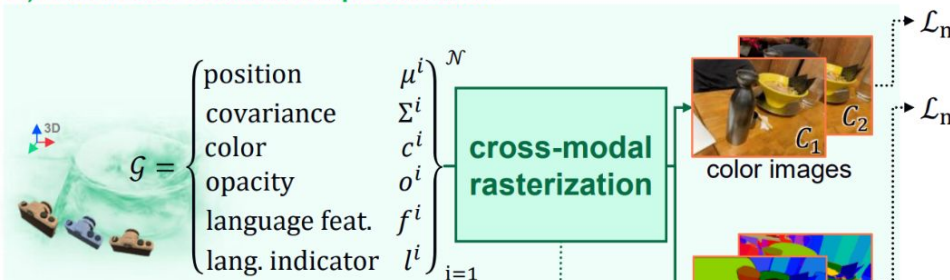 3D
𝒢 =
position μ^i
covariance Σ^i
color c^i
opacity o^i
language feat. f^i
lang. indicator l^i
𝒩
i=1
cross-modal
rasterization
C_1
C_2
color images
ℒ
ℒ